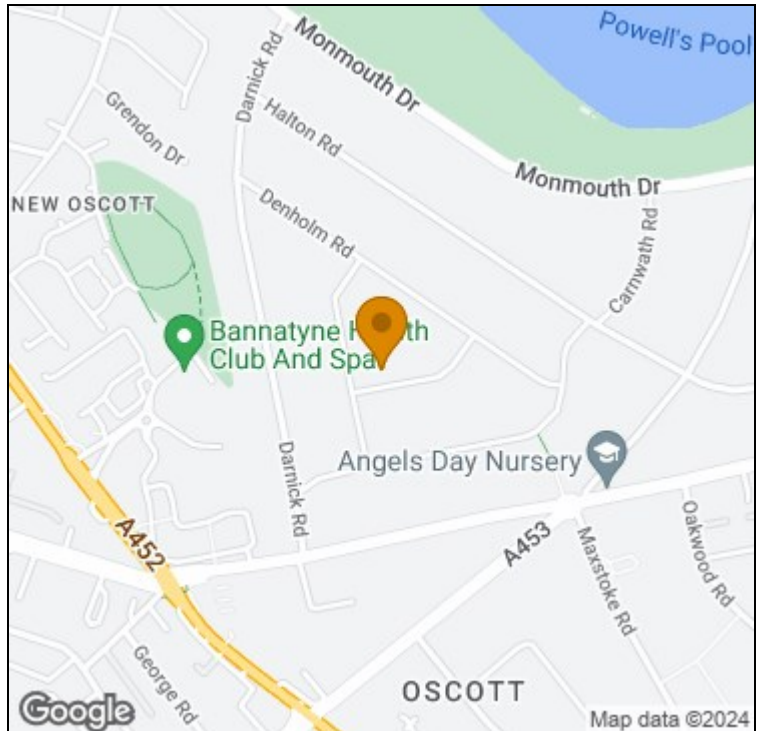 Powell's Pool
Monmouth Dr
Darnick Rd
Halton Rd
Grendon Dr
Monmouth Dr
NEW OSCOTT
Denholm Rd
Carnwath Rd
Bannatyne H th
Club And Spa
Angels Day Nursery
Darnick Rd
A452
A453
Oakwood Rd
Maxstoke Rd
George Rd
OSCOTT
Google
Map data ©2024